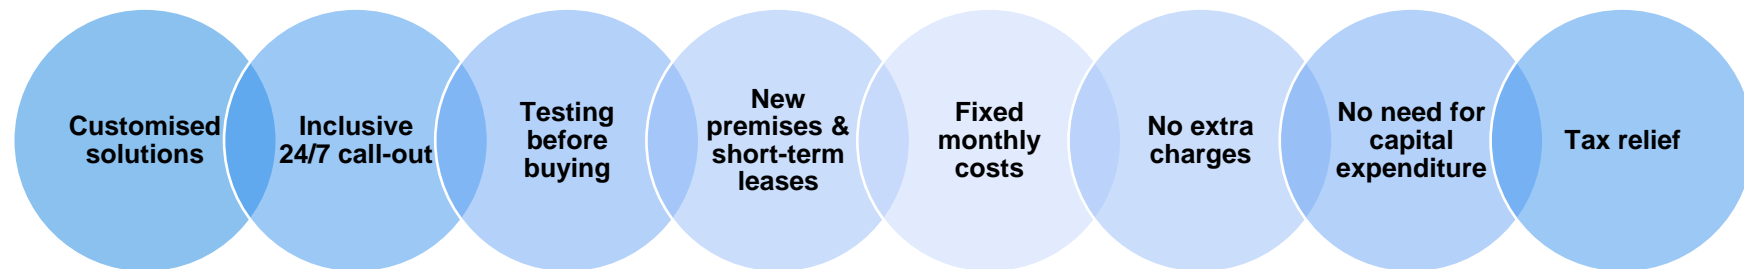 Customised
solutions
Inclusive
24/7 call-out
Testing
before
buying
New
premises &
short-term
leases
Fixed
monthly
costs
No extra
charges
No need for
capital
expenditure
Tax relief